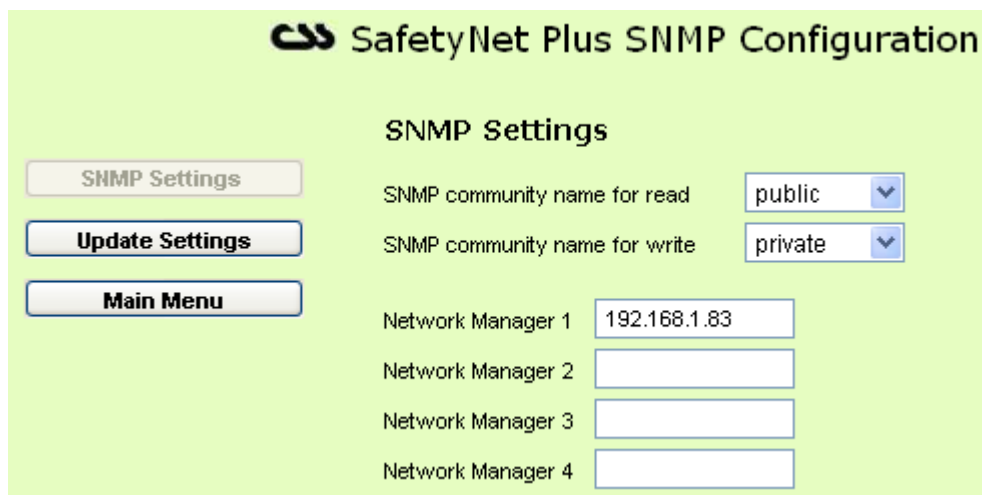 CSS SafetyNet Plus SNMP Configuration
SNMP Settings
SNMP Settings
Update Settings
Main Menu
SNMP community name for read public
SNMP community name for write private
Network Manager 1 192.168.1.83
Network Manager 2
Network Manager 3
Network Manager 4